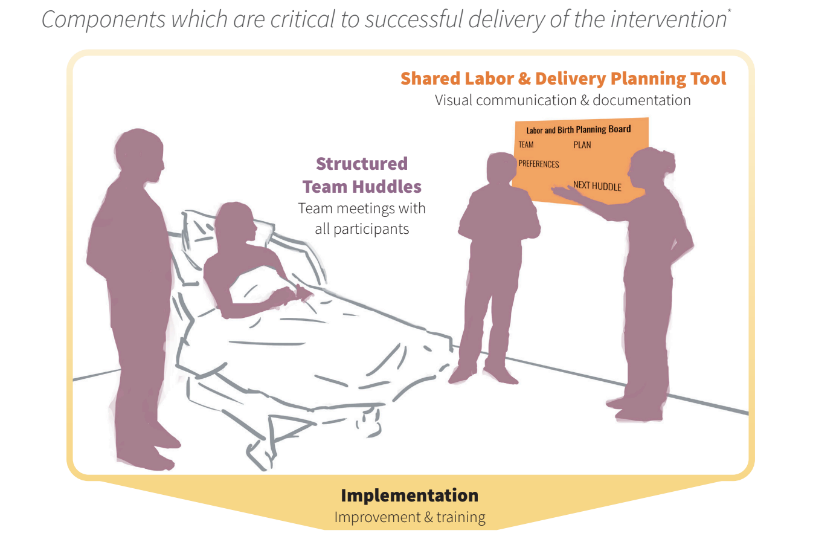 Components which are critical to successful delivery of the intervention*
Shared Labor & Delivery Planning Tool
Visual communication & documentation
Labor and Birth Planning Board
TEAM
PLAN
PREFERENCES
NEXT HUDDLE
Structured
Team Huddles
Team meetings with
all participants
Implementation
Improvement & training